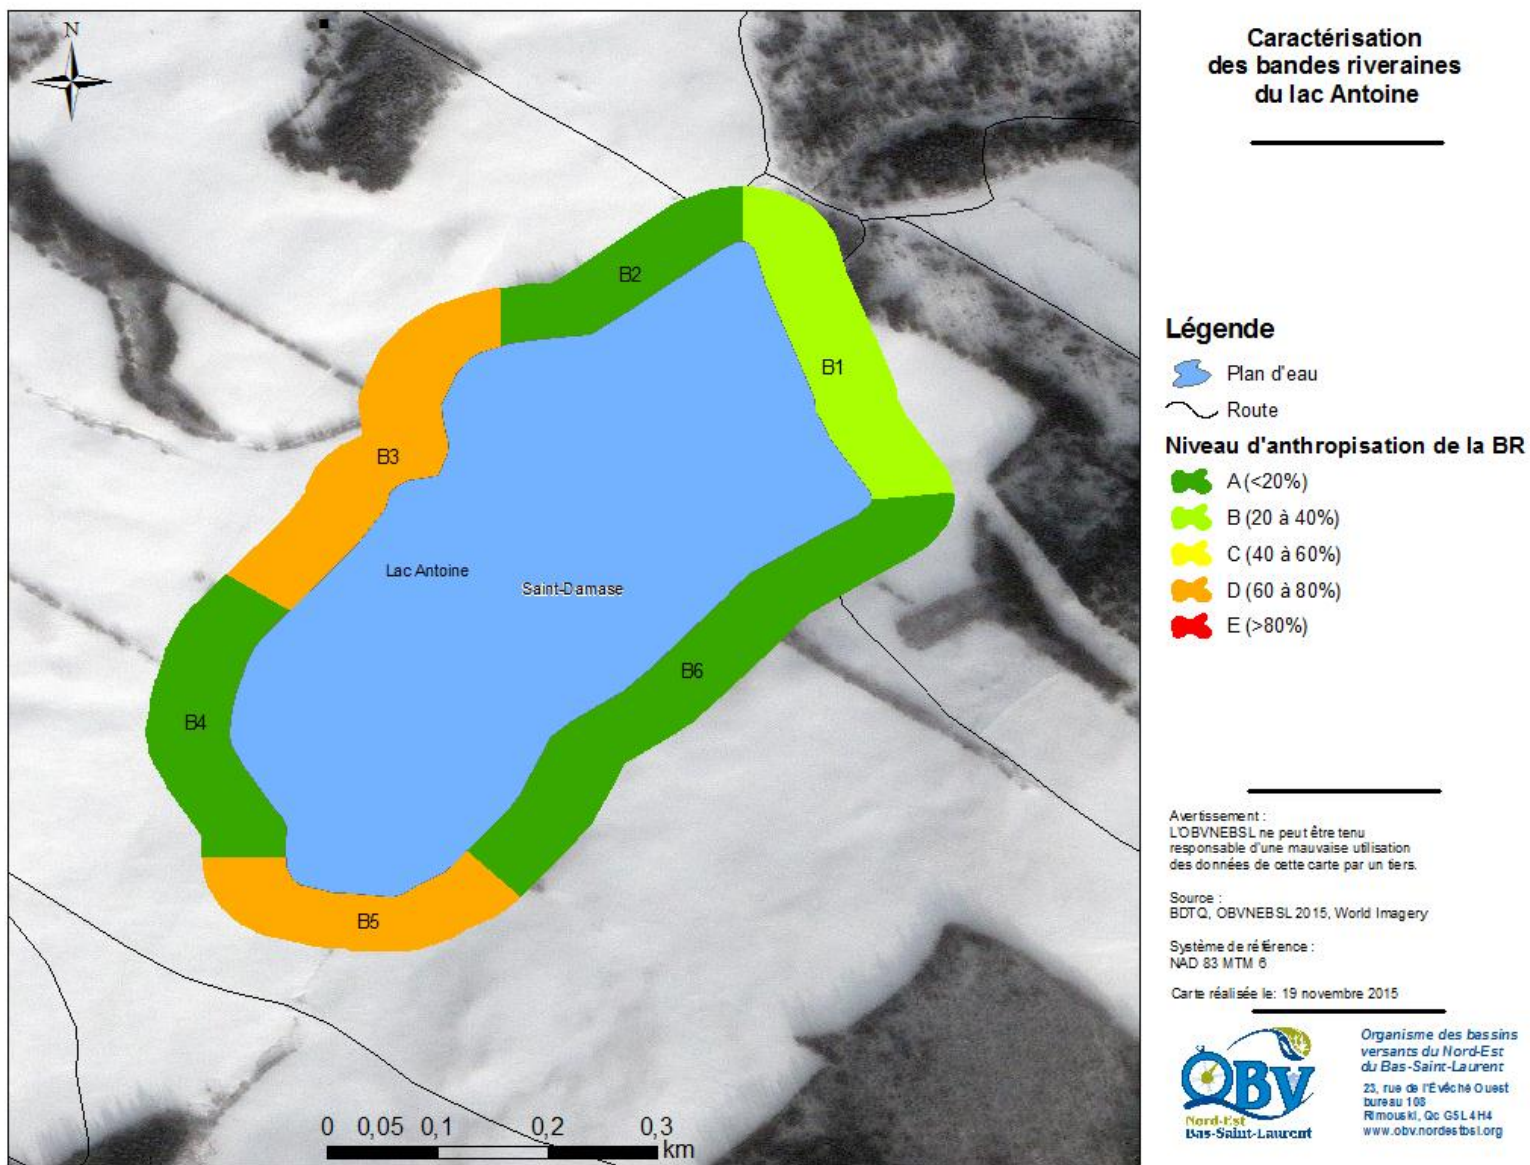 N
B2
B1
B3
Lac Antoine
Saint-Damase
B6
B4
B5
0 0,05 0,1 0,2 0,3
km
Caractérisation
des bandes riveraines
du lac Antoine
Légende
Plan d'eau
Route
Niveau d'anthropisation de la BR
A (<20%)
B (20 à 40%)
C (40 à 60%)
D (60 à 80%)
E (>80%)
Avertissement :
L'OBVNEBSL ne peut être tenu
responsable d'une mauvaise utilisation
des données de cette carte par un tiers.
Source :
BDTQ, OBVNEBSL 2015, World Imagery
Système de référence :
NAD 83 MTM 6
Carte réalisée le: 19 novembre 2015
OBV
Nord-Est
Bas-Saint-Laurent
Organisme des bassins
versants du Nord-Est
du Bas-Saint-Laurent
23, rue de l'Évêché Ouest
bureau 108
Rimouski, Qc G5L 4H4
www.obv.nordestbsl.org